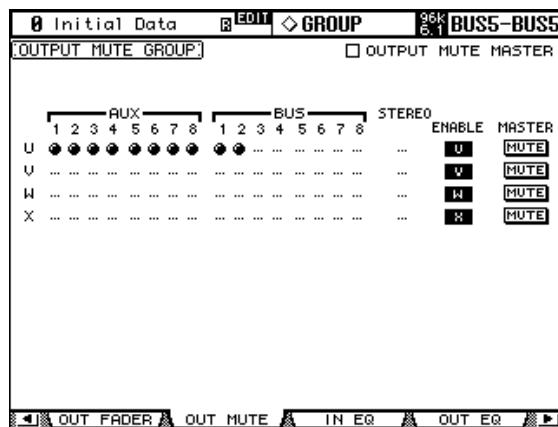 0 Initial Data EDIT GROUP 96k 6.1 BUS5-BUS5
OUTPUT MUTE GROUP
OUTPUT MUTE MASTER
AUX BUS STEREO
1 2 3 4 5 6 7 8 1 2 3 4 5 6 7 8 ENABLE MASTER
U U MUTE
V V MUTE
W W MUTE
X X MUTE
OUT FADER OUT MUTE IN EQ OUT EQ